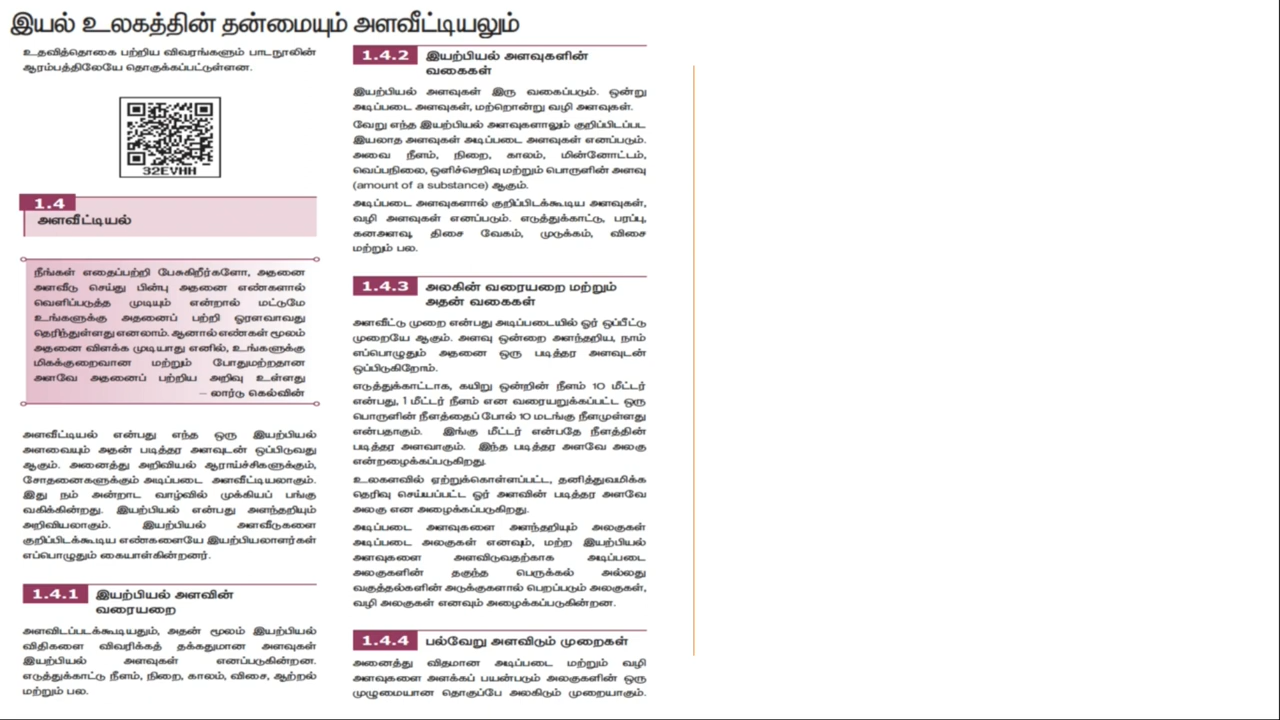 இயல் உலகத்தின் தன்மையும் அளவீட்டியலும்
உதவித்தொகை பற்றிய விவரங்களும் பாடநூலின்
ஆரம்பத்திலேயே தொகுக்கப்பட்டுள்ளன.
32EVHH
1.4
அளவீட்டியல்
நீங்கள் எதைப்பற்றி பேசுகிறீர்களோ, அதனை
அளவீடு செய்து பின்பு அதனை எண்களால்
வெளிப்படுத்த முடியும் என்றால் மட்டுமே
உங்களுக்கு அதனைப் பற்றி ஓரளவாவது
தெரிந்துள்ளது எனலாம். ஆனால் எண்கள் மூலம்
அதனை விளக்க முடியாது எனில், உங்களுக்கு
மிகக்குறைவான மற்றும் போதுமற்றதான
அளவே அதனைப் பற்றிய அறிவு உள்ளது
– லார்டு கெல்வின்
அளவீட்டியல் என்பது எந்த ஒரு இயற்பியல்
அளவையும் அதன் படித்தர அளவுடன் ஒப்பிடுவது
ஆகும். அனைத்து அறிவியல் ஆராய்ச்சிகளுக்கும்,
சோதனைகளுக்கும் அடிப்படை அளவீட்டியலாகும்.
இது நம் அன்றாட வாழ்வில் முக்கியப் பங்கு
வகிக்கின்றது. இயற்பியல் என்பது அளந்தறியும்
அறிவியலாகும். இயற்பியல் அளவீடுகளை
குறிப்பிடக்கூடிய எண்களையே இயற்பியலாளர்கள்
எப்பொழுதும் கையாள்கின்றனர்.
1.4.1 இயற்பியல் அளவின்
வரையறை
அளவிடப்படக்கூடியதும், அதன் மூலம் இயற்பியல்
விதிகளை விவரிக்கத் தக்கதுமான அளவுகள்
இயற்பியல் அளவுகள் எனப்படுகின்றன.
எடுத்துக்காட்டு நீளம், நிறை, காலம், விசை, ஆற்றல்
மற்றும் பல.
1.4.2 இயற்பியல் அளவுகளின்
வகைகள்
இயற்பியல் அளவுகள் இரு வகைப்படும். ஒன்று
அடிப்படை அளவுகள், மற்றொன்று வழி அளவுகள்.
வேறு எந்த இயற்பியல் அளவுகளாலும் குறிப்பிடப்பட
இயலாத அளவுகள் அடிப்படை அளவுகள் எனப்படும்.
அவை நீளம், நிறை, காலம், மின்னோட்டம்,
வெப்பநிலை, ஒளிச்செறிவு மற்றும் பொருளின் அளவு
(amount of a substance) ஆகும்.
அடிப்படை அளவுகளால் குறிப்பிடக்கூடிய அளவுகள்,
வழி அளவுகள் எனப்படும். எடுத்துக்காட்டு, பரப்பு,
கனஅளவு, திசை வேகம், முடுக்கம், விசை
மற்றும் பல.
1.4.3 அலகின் வரையறை மற்றும்
அதன் வகைகள்
அளவீட்டு முறை என்பது அடிப்படையில் ஓர் ஒப்பீட்டு
முறையே ஆகும். அளவு ஒன்றை அளந்தறிய, நாம்
எப்பொழுதும் அதனை ஒரு படித்தர அளவுடன்
ஒப்பிடுகிறோம்.
எடுத்துக்காட்டாக, கயிறு ஒன்றின் நீளம் 10 மீட்டர்
என்பது, 1 மீட்டர் நீளம் என வரையறுக்கப்பட்ட ஒரு
பொருளின் நீளத்தைப் போல் 10 மடங்கு நீளமுள்ளது
என்பதாகும். இங்கு மீட்டர் என்பதே நீளத்தின்
படித்தர அளவாகும். இந்த படித்தர அளவே அலகு
என்றழைக்கப்படுகிறது.
உலகளவில் ஏற்றுக்கொள்ளப்பட்ட, தனித்துவமிக்க
தெரிவு செய்யப்பட்ட ஓர் அளவின் படித்தர அளவே
அலகு என அழைக்கப்படுகிறது.
அடிப்படை அளவுகளை அளந்தறியும் அலகுகள்
அடிப்படை அலகுகள் எனவும், மற்ற இயற்பியல்
அளவுகளை அளவிடுவதற்காக அடிப்படை
அலகுகளின் தகுந்த பெருக்கல் அல்லது
வகுத்தல்களின் அடுக்குகளால் பெறப்படும் அலகுகள்,
வழி அலகுகள் எனவும் அழைக்கப்படுகின்றன.
1.4.4 பல்வேறு அளவிடும் முறைகள்
அனைத்து விதமான அடிப்படை மற்றும் வழி
அளவுகளை அளக்கப் பயன்படும் அலகுகளின் ஒரு
முழுமையான தொகுப்பே அலகிடும் முறையாகும்.